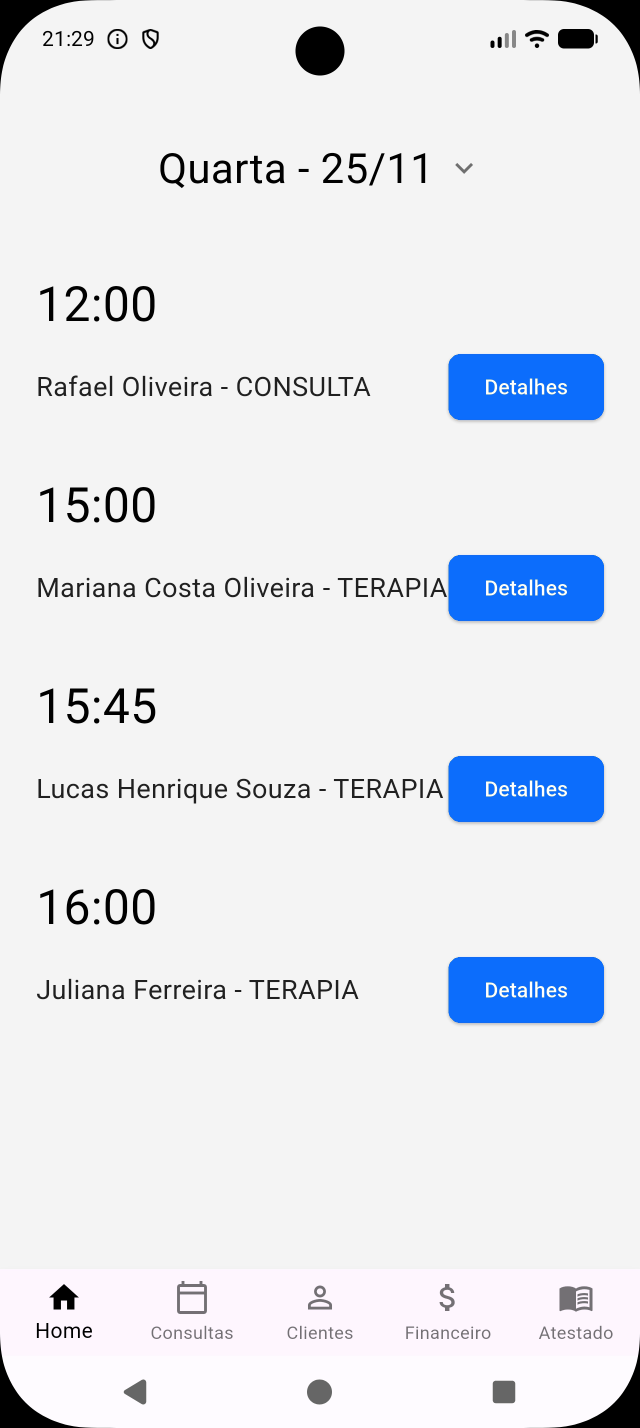 21:29
Quarta - 25/11
12:00
Rafael Oliveira - CONSULTA
Detalhes
15:00
Mariana Costa Oliveira - TERAPIA
Detalhes
15:45
Lucas Henrique Souza - TERAPIA
Detalhes
16:00
Juliana Ferreira - TERAPIA
Detalhes
Home
Consultas
Clientes
Financeiro
Atestado